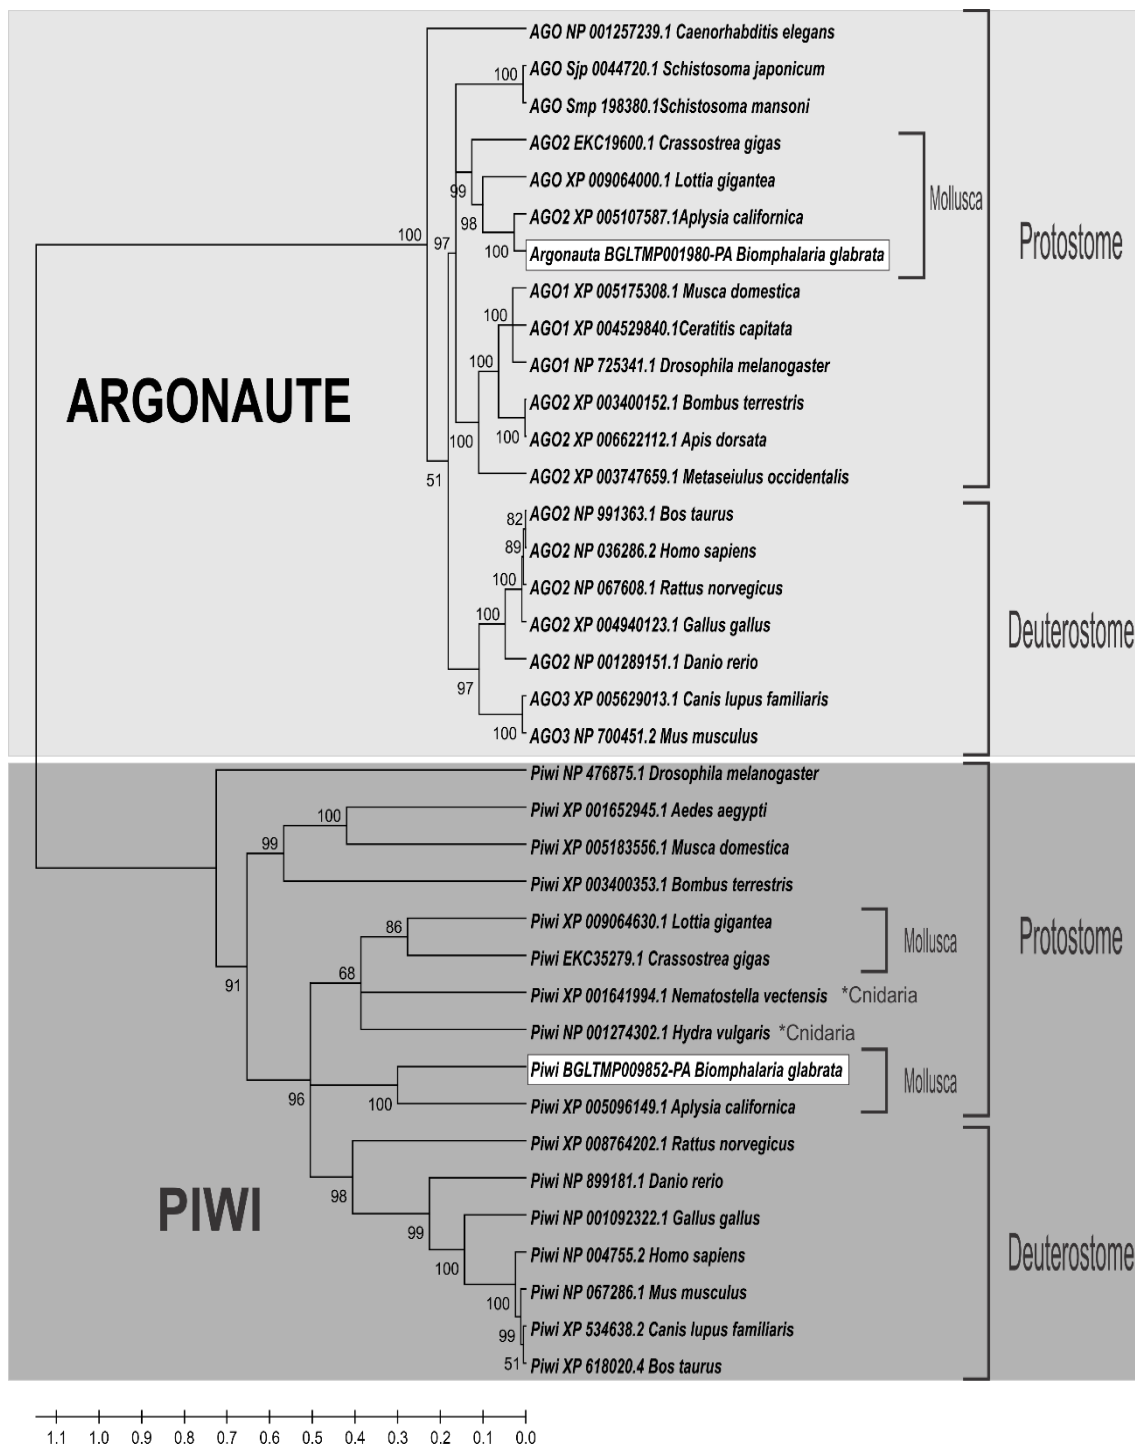 AGO NP 001257239.1 Caenorhabditis elegans
100 AGO Sjp 0044720.1 Schistosoma japonicum
AGO Smp 198380.1Schistosoma mansoni
AGO2 EKC19600.1 Crassostrea gigas
99 AGO XP 009064000.1 Lottia gigantea
Mollusca
98 AGO2 XP 005107587.1Aplysia californica
100 97 Protostome
100 Argonauta BGLTMP001980-PA Biomphalaria glabrata
AGO1 XP 005175308.1 Musca domestica
100 AGO1 XP 004529840.1Ceratitis capitata
100 AGO1 NP 725341.1 Drosophila melanogaster
ARGONAUTE
AGO2 XP 003400152.1 Bombus terrestris
100 100 AGO2 XP 006622112.1 Apis dorsata
51 AGO2 XP 003747659.1 Metaseiulus occidentalis
82 AGO2 NP 991363.1 Bos taurus
89 AGO2 NP 036286.2 Homo sapiens
100 AGO2 NP 067608.1 Rattus norvegicus
100 AGO2 XP 004940123.1 Gallus gallus
Deuterostome
AGO2 NP 001289151.1 Danio rerio
97 AGO3 XP 005629013.1 Canis lupus familiaris
100 AGO3 NP 700451.2 Mus musculus
Piwi NP 476875.1 Drosophila melanogaster
100 Piwi XP 001652945.1 Aedes aegypti
99 Piwi XP 005183556.1 Musca domestica
Piwi XP 003400353.1 Bombus terrestris
86 Piwi XP 009064630.1 Lottia gigantea
Mollusca
Protostome
Piwi EKC35279.1 Crassostrea gigas
91 68 Piwi XP 001641994.1 Nematostella vectensis *Cnidaria
Piwi NP 001274302.1 Hydra vulgaris *Cnidaria
Piwi BGLTMP009852-PA Biomphalaria glabrata
Mollusca
96 100 Piwi XP 005096149.1 Aplysia californica
Piwi XP 008764202.1 Rattus norvegicus
98 Piwi NP 899181.1 Danio rerio
PIWI
99 Piwi NP 001092322.1 Gallus gallus
100 Piwi NP 004755.2 Homo sapiens
Deuterostome
100 Piwi NP 067286.1 Mus musculus
99 Piwi XP 534638.2 Canis lupus familiaris
51 Piwi XP 618020.4 Bos taurus
1.1 1.0 0.9 0.8 0.7 0.6 0.5 0.4 0.3 0.2 0.1 0.0